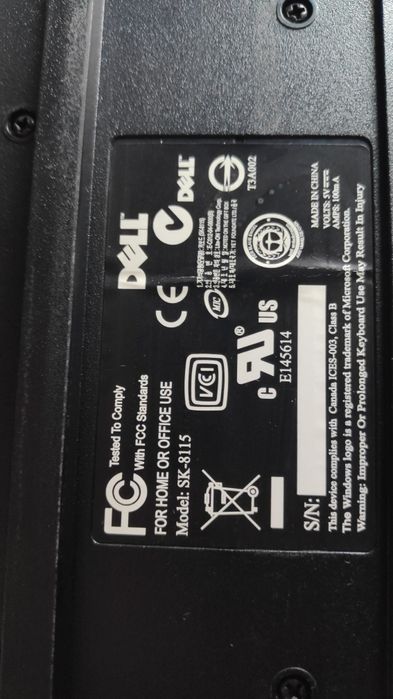 FC Tested To Comply
With FCC Standards
FOR HOME OR OFFICE USE
Model: SK-8115
DELL
CE
DELL
T3A002
VCI
MIC
c RU ® US
E145614
MADE IN CHINA
VOLTS: 5V
AMPS: 100mA
S/N:
This device complies with Canada ICES-003, Class B
The Windows logo is a registered trademark of Microsoft Corporation.
Warning: Improper Or Prolonged Keyboard Use May Result In Injury